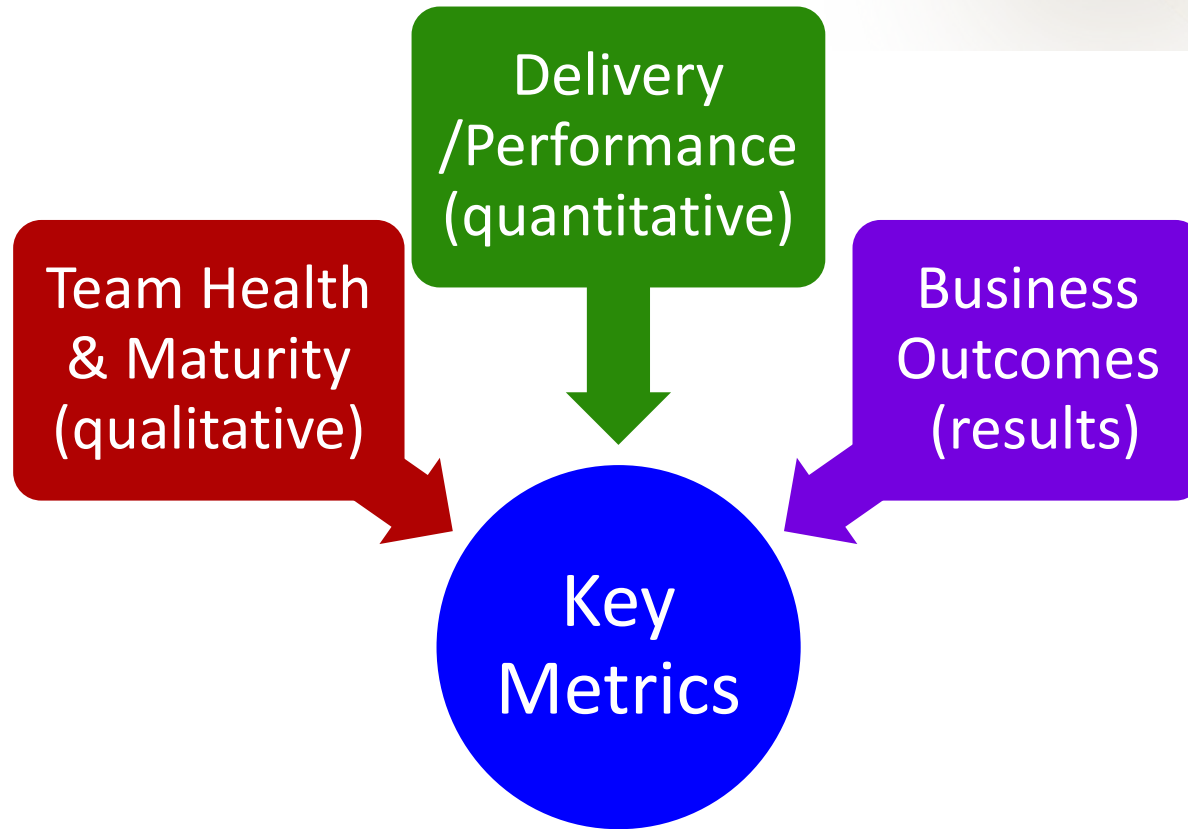 Delivery
/Performance
(quantitative)
Team Health
& Maturity
(qualitative)
Business
Outcomes
(results)
Key
Metrics